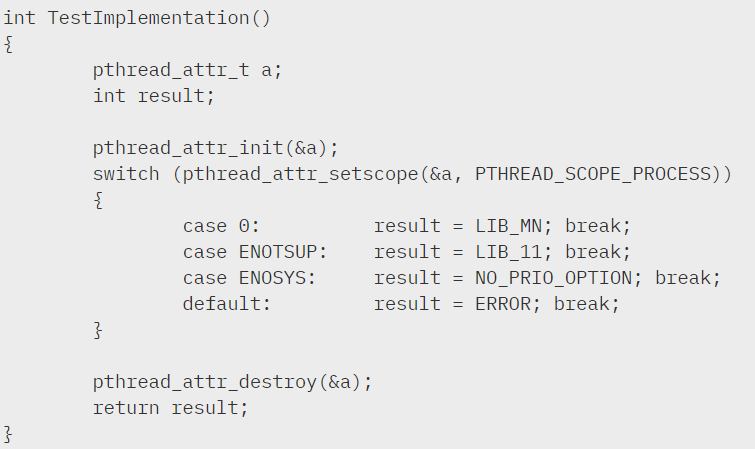 int TestImplementation()
{
        pthread_attr_t a;
        int result;

        pthread_attr_init(&a);
        switch (pthread_attr_setscope(&a, PTHREAD_SCOPE_PROCESS))
        {
                case 0:          result = LIB_MN; break;
                case ENOTSUP:    result = LIB_11; break;
                case ENOSYS:     result = NO_PRIO_OPTION; break;
                default:         result = ERROR; break;
        }

        pthread_attr_destroy(&a);
        return result;
}